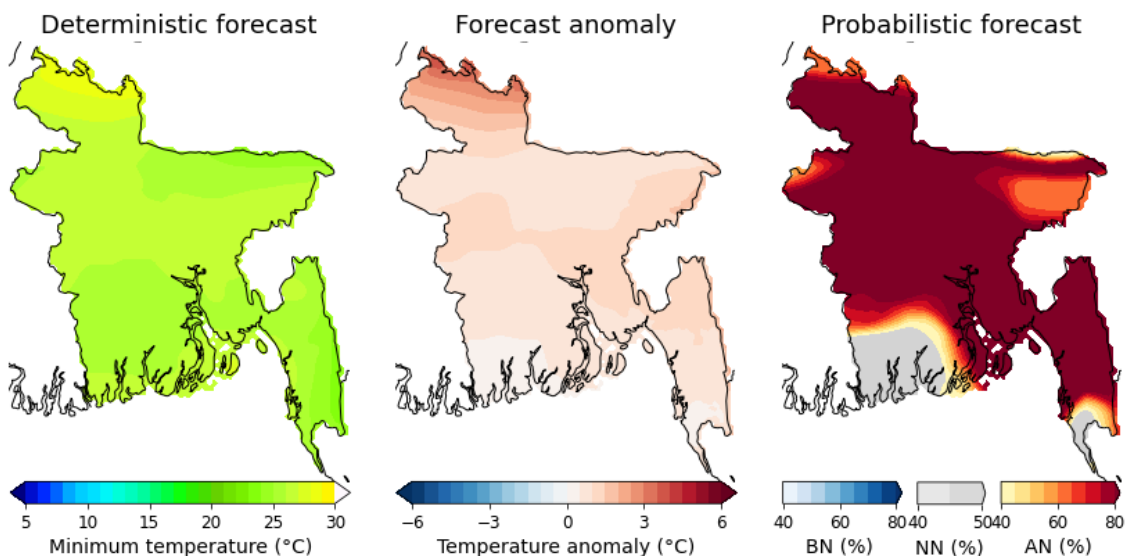 Deterministic forecast
Forecast anomaly
Probabilistic forecast
5 10 15 20 25 30
Minimum temperature (°C)
−6 −3 0 3 6
Temperature anomaly (°C)
40 60 80
BN (%)
40 50
NN (%)
40 60 80
AN (%)